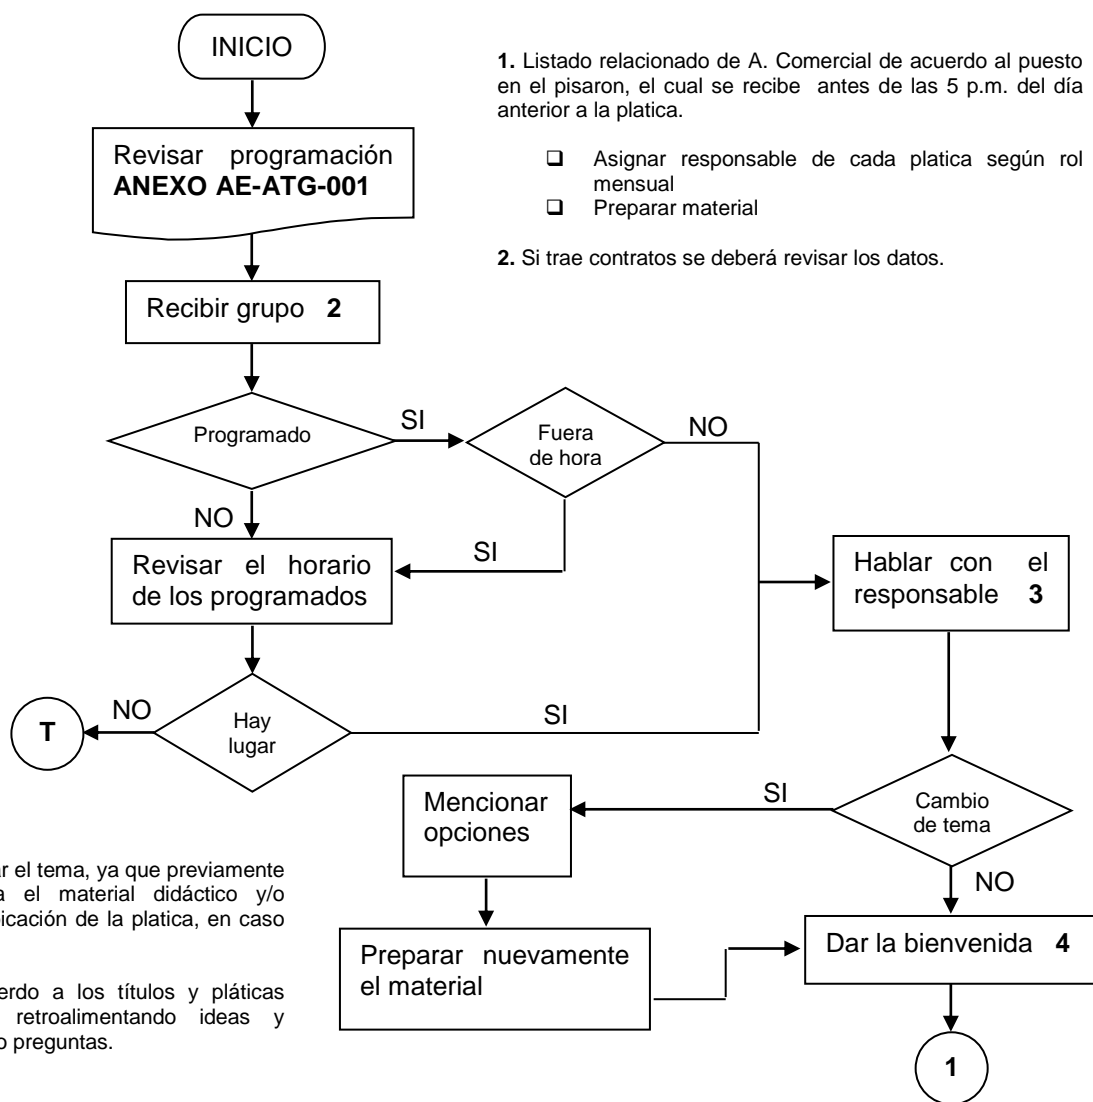 INICIO
1. Listado relacionado de A. Comercial de acuerdo al puesto
en el pisaron, el cual se recibe antes de las 5 p.m. del día
anterior a la platica.
❑ Asignar responsable de cada platica según rol
mensual
❑ Preparar material
2. Si trae contratos se deberá revisar los datos.
Revisar programación
ANEXO AE-ATG-001
Recibir grupo 2
Programado
SI
Fuera
de hora
NO
NO
SI
Revisar el horario
de los programados
Hablar con el
responsable 3
Hay
lugar
NO
T
SI
Cambio
de tema
SI
Mencionar
opciones
NO
Preparar nuevamente
el material
Dar la bienvenida 4
1
el tema, ya que previamente
el material didáctico y/o
de la platica, en caso
a los títulos y pláticas
retroalimentando ideas y
preguntas.